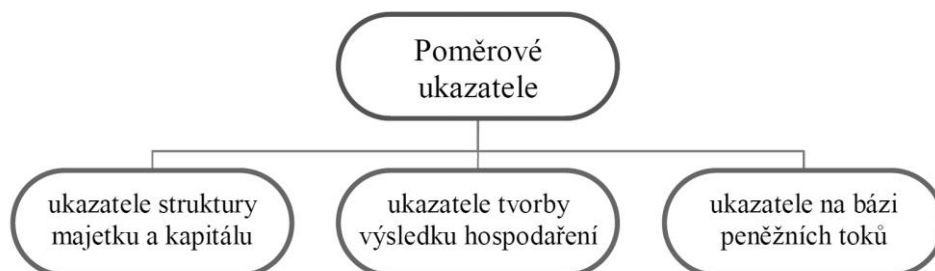 Poměrové
ukazatele
ukazatele struktury
majetku a kapitálu
ukazatele tvorby
výsledku hospodaření
ukazatele na bázi
peněžních toků